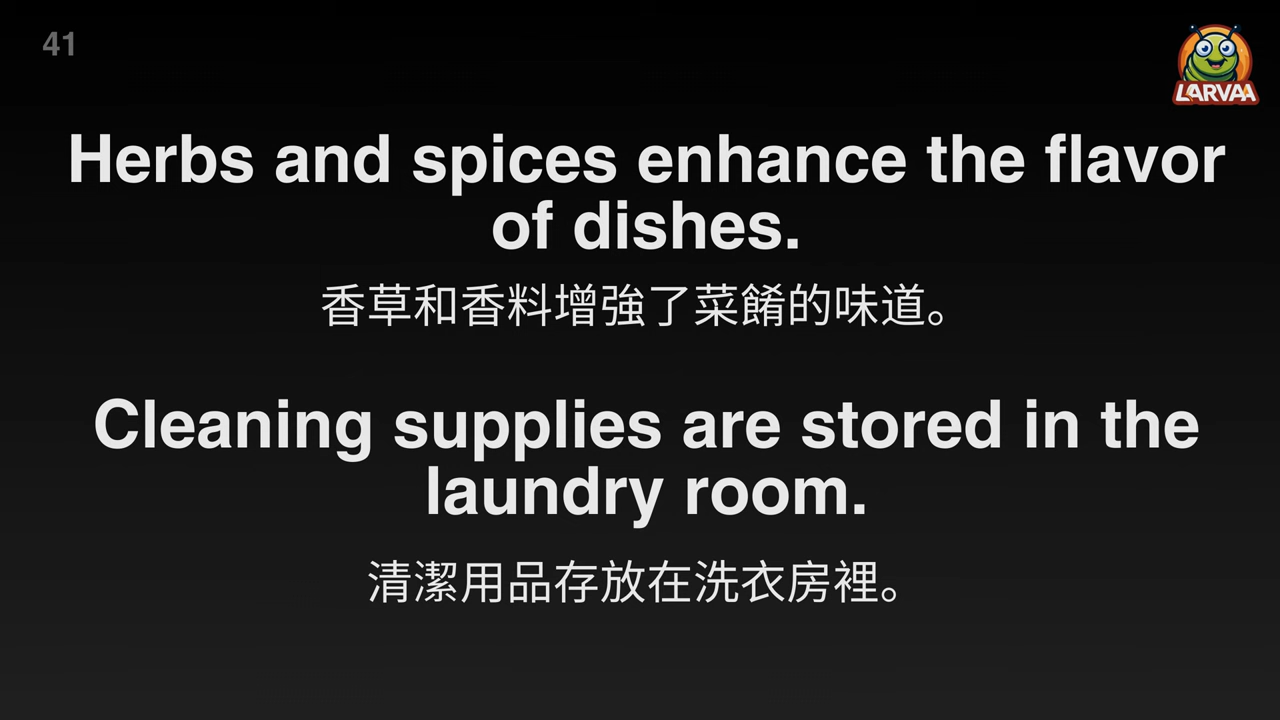 41
LARVAA
Herbs and spices enhance the flavor
of dishes.
香草和香料增強了菜餚的味道。
Cleaning supplies are stored in the
laundry room.
清潔用品存放在洗衣房裡。